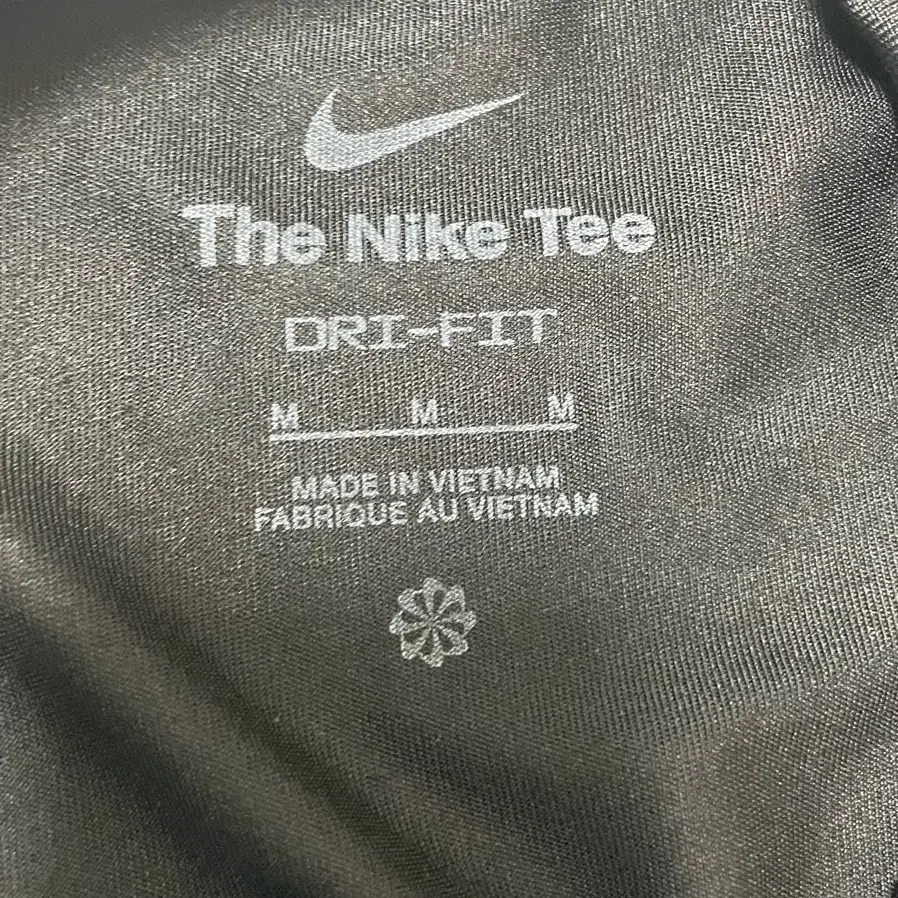 The Nike Tee
DRI-FIT
M M M
MADE IN VIETNAM
FABRIQUE AU VIETNAM